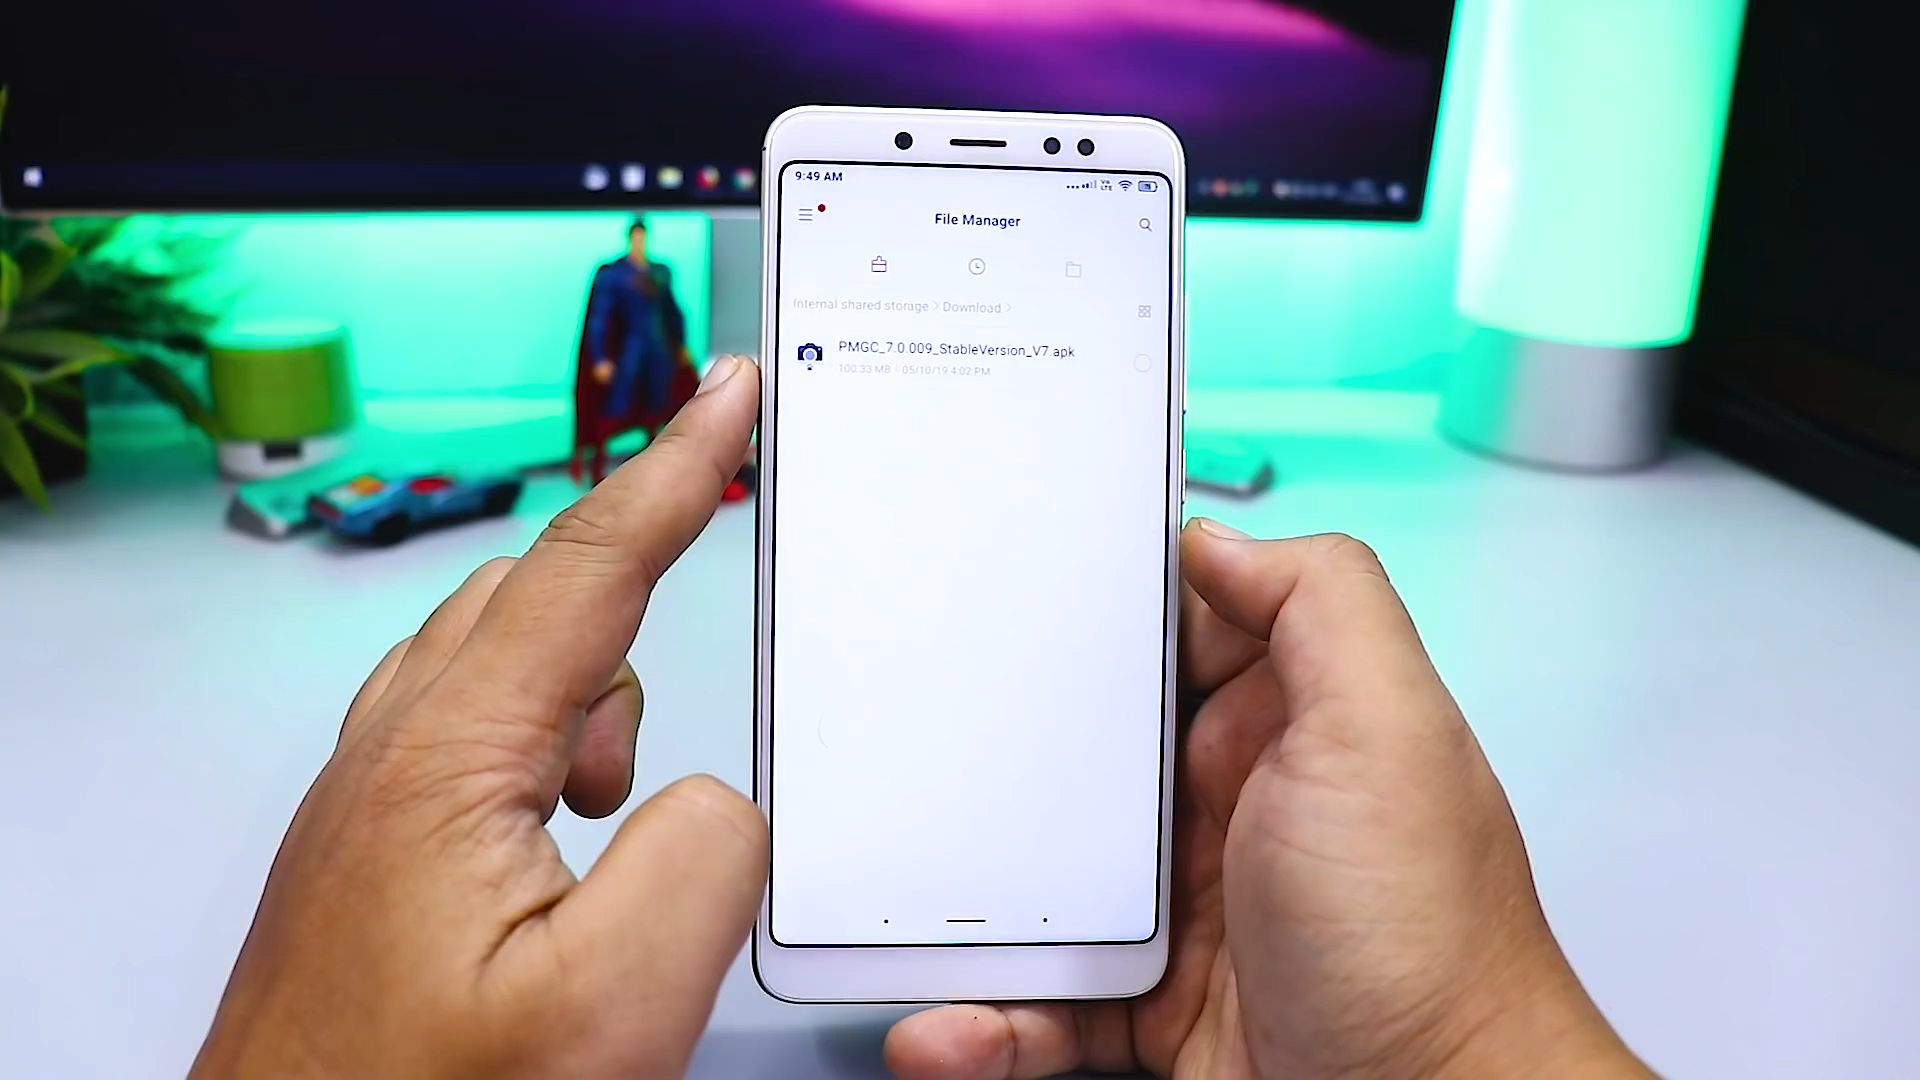 9:49 AM
File Manager
Internal shared storage > Download >
PMGC_7.0.009_StableVersion_V7.apk
100.33 MB | 05/10/19 4:02 PM